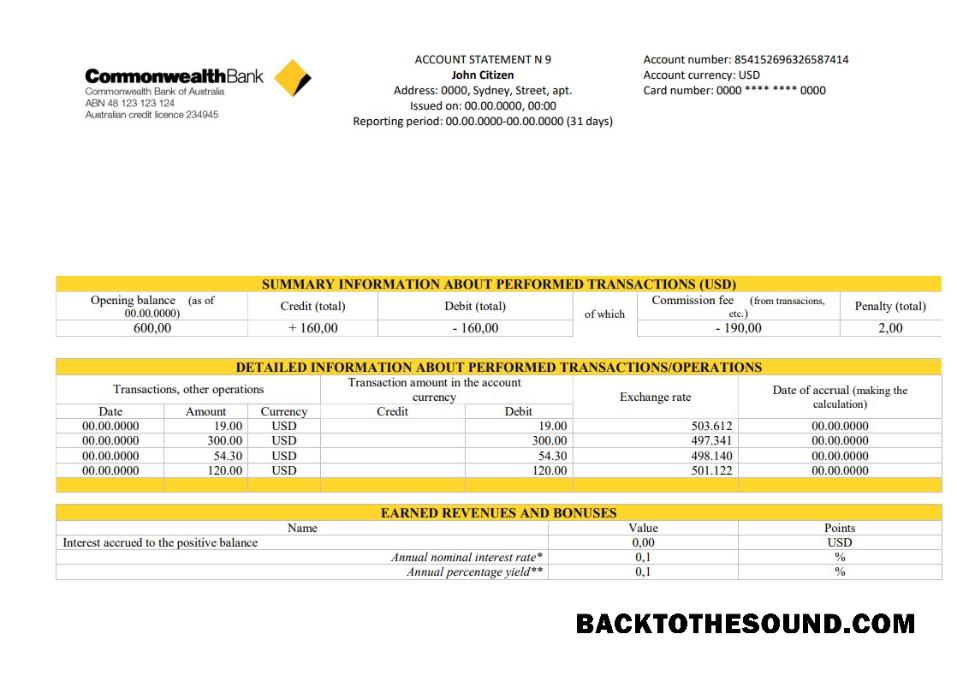 CommonwealthBank
Commonwealth Bank of Australia
ABN 48 123 123 124
Australian credit licence 234945
ACCOUNT STATEMENT N 9
John Citizen
Address: 0000, Sydney, Street, apt.
Issued on: 00.00.0000, 00:00
Reporting period: 00.00.0000-00.00.0000 (31 days)
Account number: 854152696326587414
Account currency: USD
Card number: 0000 **** **** 0000
SUMMARY INFORMATION ABOUT PERFORMED TRANSACTIONS (USD)
Opening balance (as of
00.00.0000)
Credit (total)
Debit (total)
of which
Commission fee (from transacions,
etc.)
Penalty (total)
600,00 + 160,00 - 160,00 - 190,00 2,00
DETAILED INFORMATION ABOUT PERFORMED TRANSACTIONS/OPERATIONS
Transactions, other operations
Transaction amount in the account
currency
Exchange rate
Date of accrual (making the
calculation)
Date Amount Currency Credit Debit
00.00.0000 19.00 USD 19.00 503.612 00.00.0000
00.00.0000 300.00 USD 300.00 497.341 00.00.0000
00.00.0000 54.30 USD 54.30 498.140 00.00.0000
00.00.0000 120.00 USD 120.00 501.122 00.00.0000
EARNED REVENUES AND BONUSES
Name Value Points
Interest accrued to the positive balance 0,00 USD
Annual nominal interest rate* 0,1 %
Annual percentage yield** 0,1 %
BACKTOTHESOUND.COM